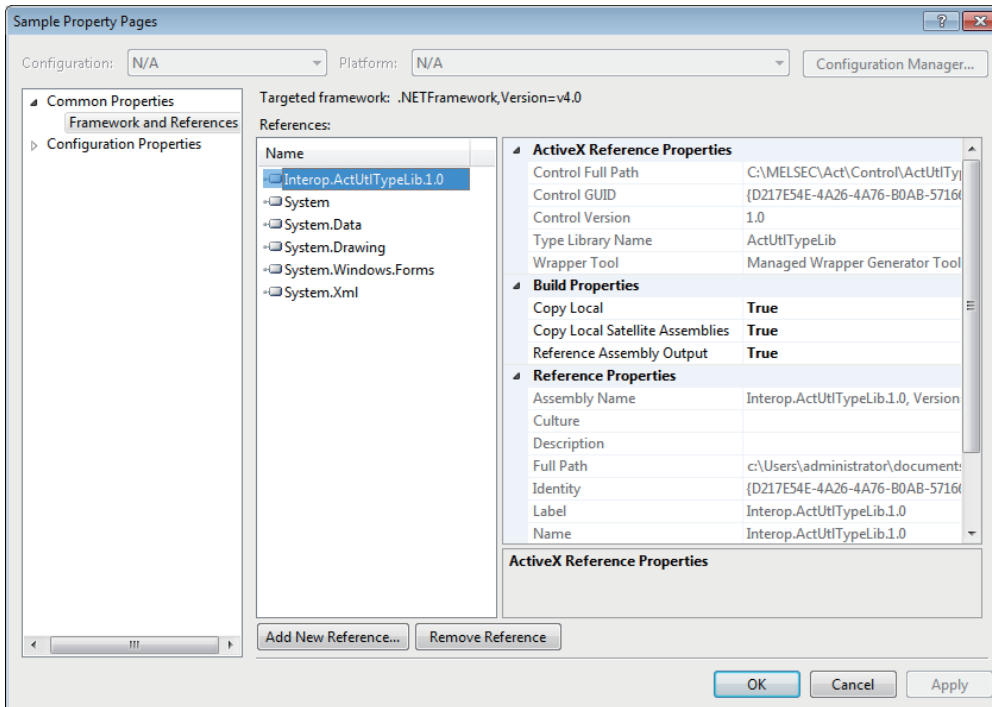 Sample Property Pages
Configuration: N/A Platform: N/A Configuration Manager...
Common Properties
Framework and References
Configuration Properties
Targeted framework: .NETFramework,Version=v4.0
References:
Name
Interop.ActUtlTypeLib.1.0
System
System.Data
System.Drawing
System.Windows.Forms
System.Xml
ActiveX Reference Properties
Control Full Path C:\MELSEC\Act\Control\ActUtlTy
Control GUID {D217E54E-4A26-4A76-B0AB-5716
Control Version 1.0
Type Library Name ActUtlTypeLib
Wrapper Tool Managed Wrapper Generator Tool
Build Properties
Copy Local True
Copy Local Satellite Assemblies True
Reference Assembly Output True
Reference Properties
Assembly Name Interop.ActUtlTypeLib.1.0, Version
Culture
Description
Full Path c:\Users\administrator\document
Identity {D217E54E-4A26-4A76-B0AB-5716
Label Interop.ActUtlTypeLib.1.0
Name Interop.ActUtlTypeLib.1.0
ActiveX Reference Properties
Add New Reference... Remove Reference
OK Cancel Apply